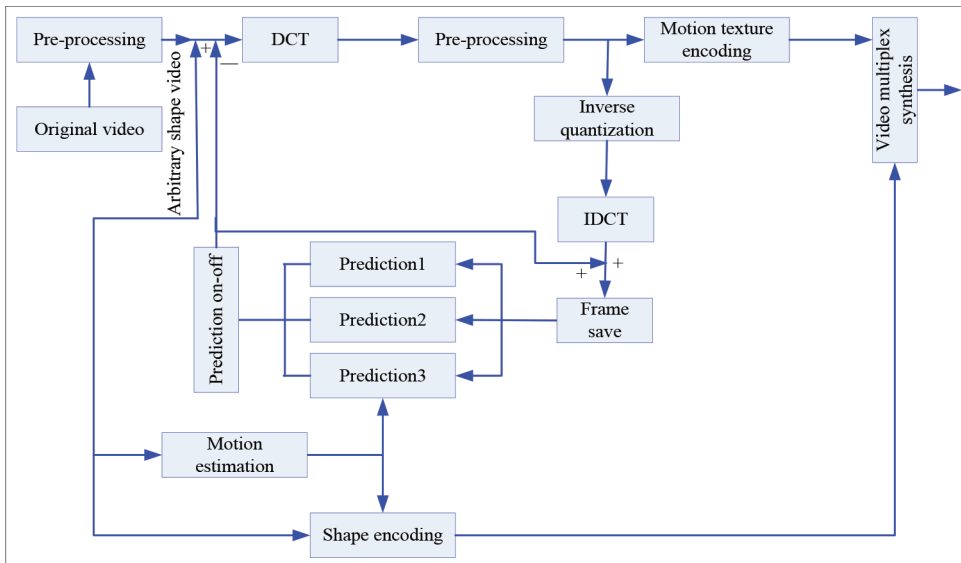 Pre-processing
+
—
DCT
Pre-processing
Motion texture
encoding
Video multiplex
synthesis
Original video
Arbitrary shape video
Inverse
quantization
IDCT
+
+
Prediction on-off
Prediction1
Prediction2
Prediction3
Frame
save
Motion
estimation
Shape encoding